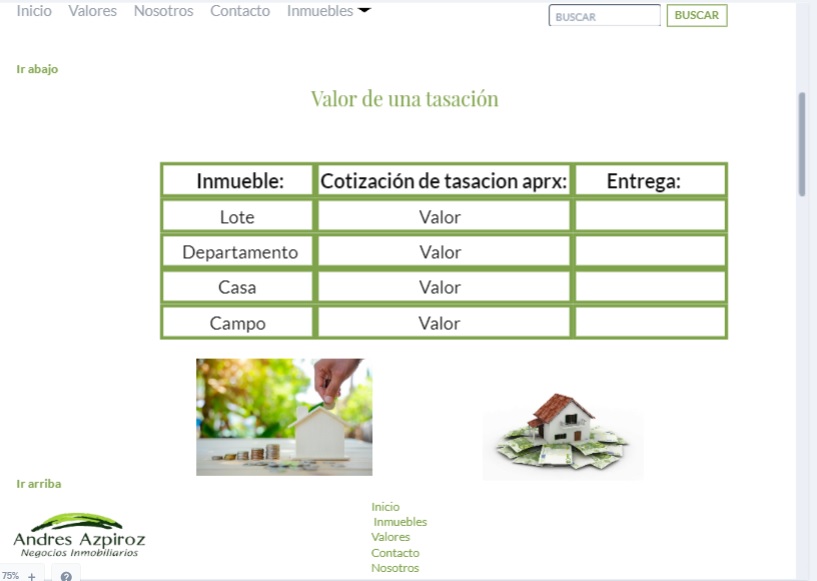 Inicio Valores Nosotros Contacto Inmuebles
BUSCAR BUSCAR
Ir abajo
Valor de una tasación
Inmueble: Cotización de tasacion aprx: Entrega:
Lote Valor
Departamento Valor
Casa Valor
Campo Valor
Ir arriba
Andres Azpiroz
Negocios Inmobiliarios
Inicio
Inmuebles
Valores
Contacto
Nosotros
75% + ?